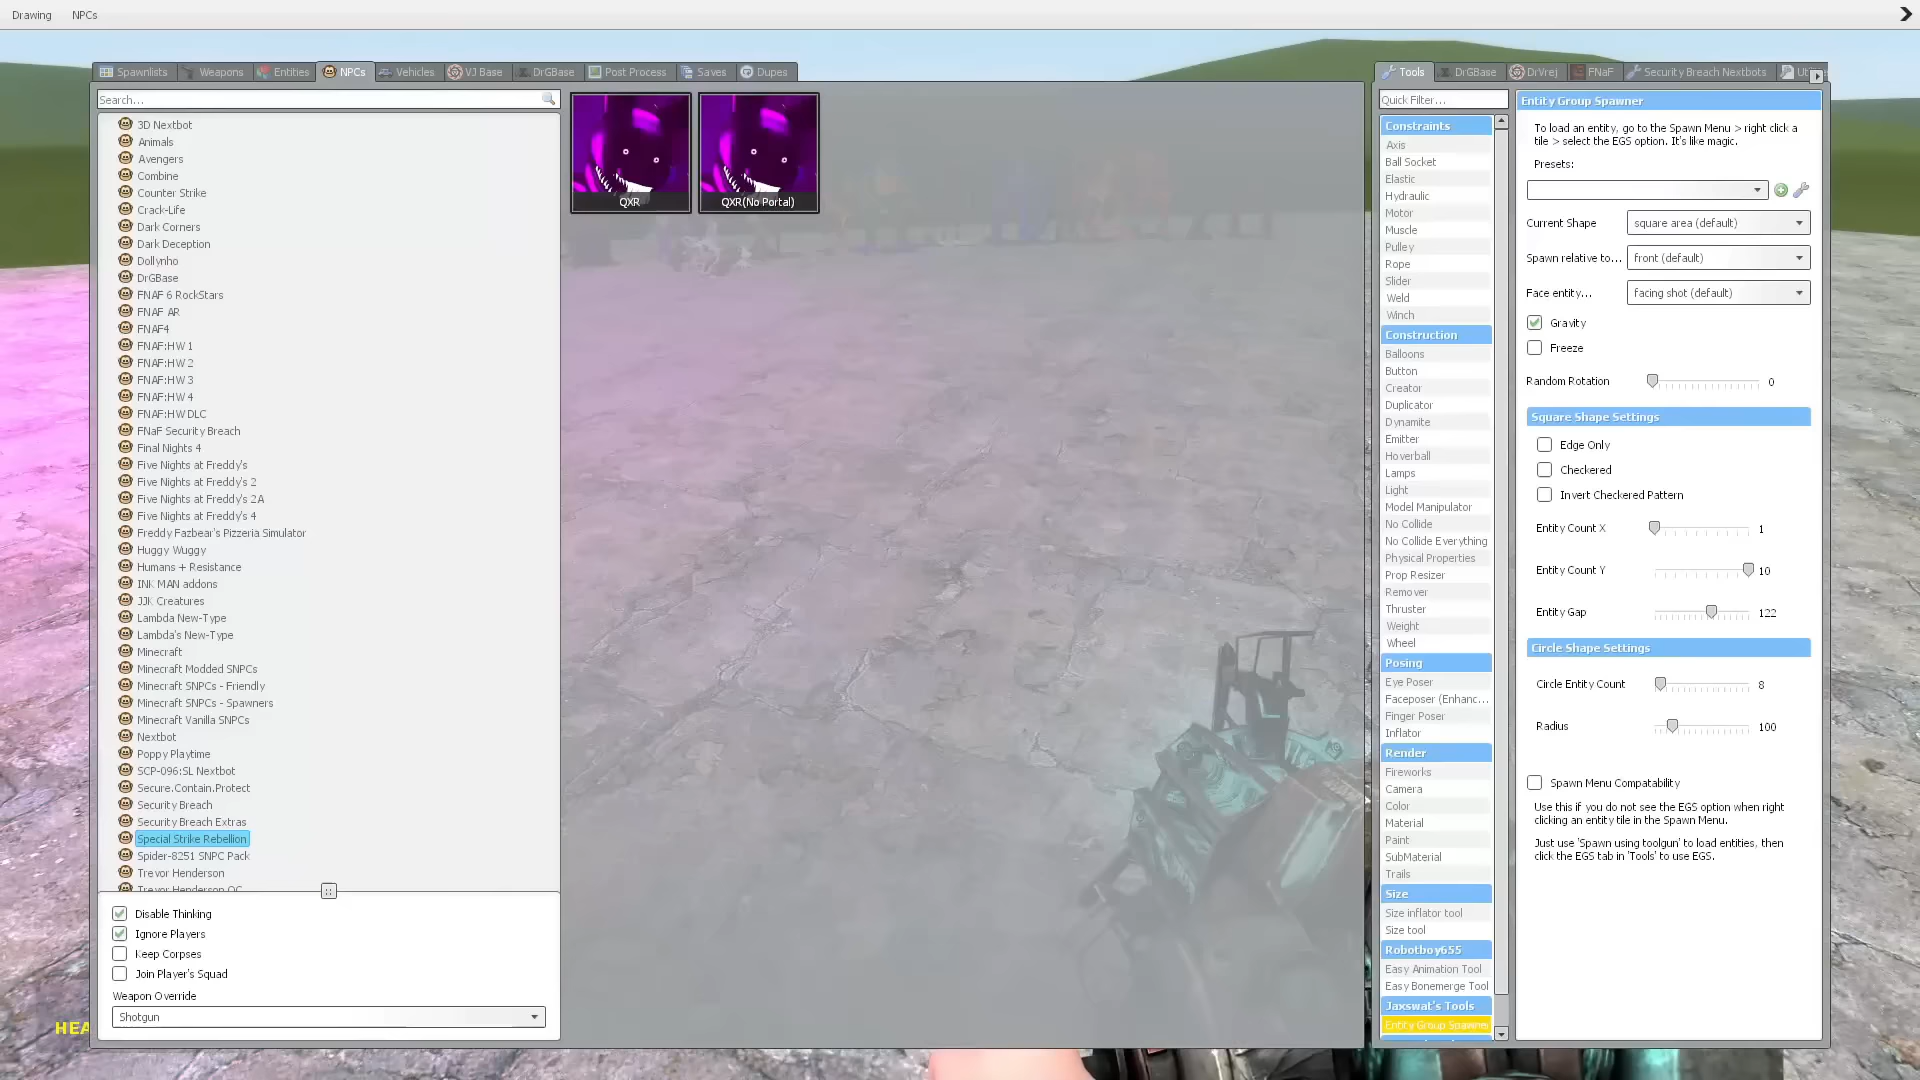 Drawing NPCs
Spawnlists Weapons Entities NPCs Vehicles VJ Base DrGBase Post Process Saves Dupes
Search...
3D Nextbot
Animals
Avengers
Combine
Counter Strike
Crack-Life
Dark Corners
Dark Deception
Dollynho
DrGBase
FNAF 6 RockStars
FNAF AR
FNAF4
FNAF:HW 1
FNAF:HW 2
FNAF:HW 3
FNAF:HW 4
FNAF:HW DLC
FNaF Security Breach
Final Nights 4
Five Nights at Freddy's
Five Nights at Freddy's 2
Five Nights at Freddy's 2A
Five Nights at Freddy's 4
Freddy Fazbear's Pizzeria Simulator
Huggy Wuggy
Humans + Resistance
INK MAN addons
JJK Creatures
Lambda New-Type
Lambda's New-Type
Minecraft
Minecraft Modded SNPCs
Minecraft SNPCs - Friendly
Minecraft SNPCs - Spawners
Minecraft Vanilla SNPCs
Nextbot
Poppy Playtime
SCP-096:SL Nextbot
Secure.Contain.Protect
Security Breach
Security Breach Extras
Special Strike Rebellion
Spider-8251 SNPC Pack
Trevor Henderson
Trevor Henderson OC
Disable Thinking
Ignore Players
Keep Corpses
Join Player's Squad
Weapon Override
Shotgun
HEA
QXR
QXR(No Portal)
Tools DrGBase DrVrej FNaF Security Breach Nextbots
Quick Filter...
Constraints
Axis
Ball Socket
Elastic
Hydraulic
Motor
Muscle
Pulley
Rope
Slider
Weld
Winch
Construction
Balloons
Button
Creator
Duplicator
Dynamite
Emitter
Hoverball
Lamps
Light
Model Manipulator
No Collide
No Collide Everything
Physical Properties
Prop Resizer
Remover
Thruster
Weight
Wheel
Posing
Eye Poser
Faceposer (Enhanc...
Finger Poser
Inflator
Render
Fireworks
Camera
Color
Material
Paint
SubMaterial
Trails
Size
Size inflator tool
Size tool
Robotboy655
Easy Animation Tool
Easy Bonemerge Tool
Jaxswat's Tools
Entity Group Spawner
Entity Group Spawner
To load an entity, go to the Spawn Menu > right click a
tile > select the EGS option. It's like magic.
Presets:
Current Shape square area (default)
Spawn relative to... front (default)
Face entity... facing shot (default)
Gravity
Freeze
Random Rotation 0
Square Shape Settings
Edge Only
Checkered
Invert Checkered Pattern
Entity Count X 1
Entity Count Y 10
Entity Gap 122
Circle Shape Settings
Circle Entity Count 8
Radius 100
Spawn Menu Compatability
Use this if you do not see the EGS option when right
clicking an entity tile in the Spawn Menu.
Just use 'Spawn using toolgun' to load entities, then
click the EGS tab in 'Tools' to use EGS.